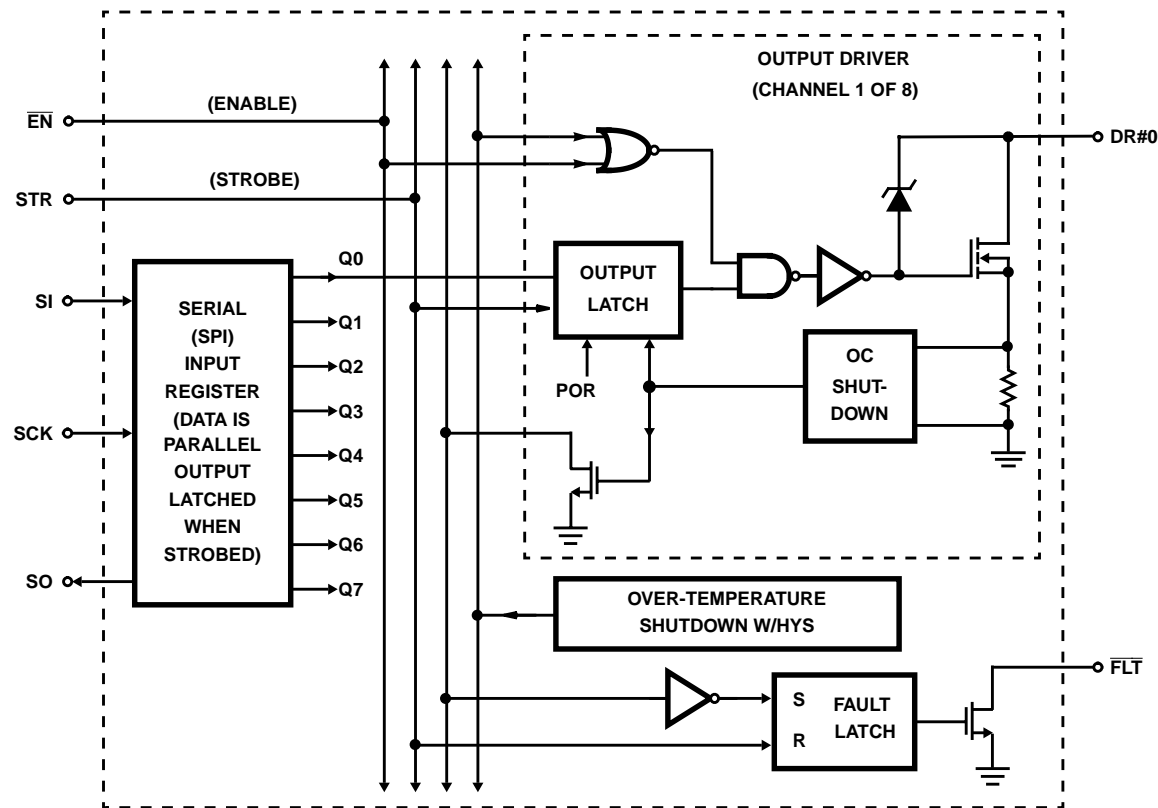 OUTPUT DRIVER
(CHANNEL 1 OF 8)
(ENABLE)
EN
DR#0
(STROBE)
STR
Q0
OUTPUT
LATCH
SI
SERIAL
(SPI)
INPUT
REGISTER
(DATA IS
PARALLEL
OUTPUT
LATCHED
WHEN
STROBED)
Q1
Q2
Q3
Q4
Q5
Q6
Q7
POR
OC
SHUT-
DOWN
SCK
SO
OVER-TEMPERATURE
SHUTDOWN W/HYS
FLT
S
R
FAULT
LATCH